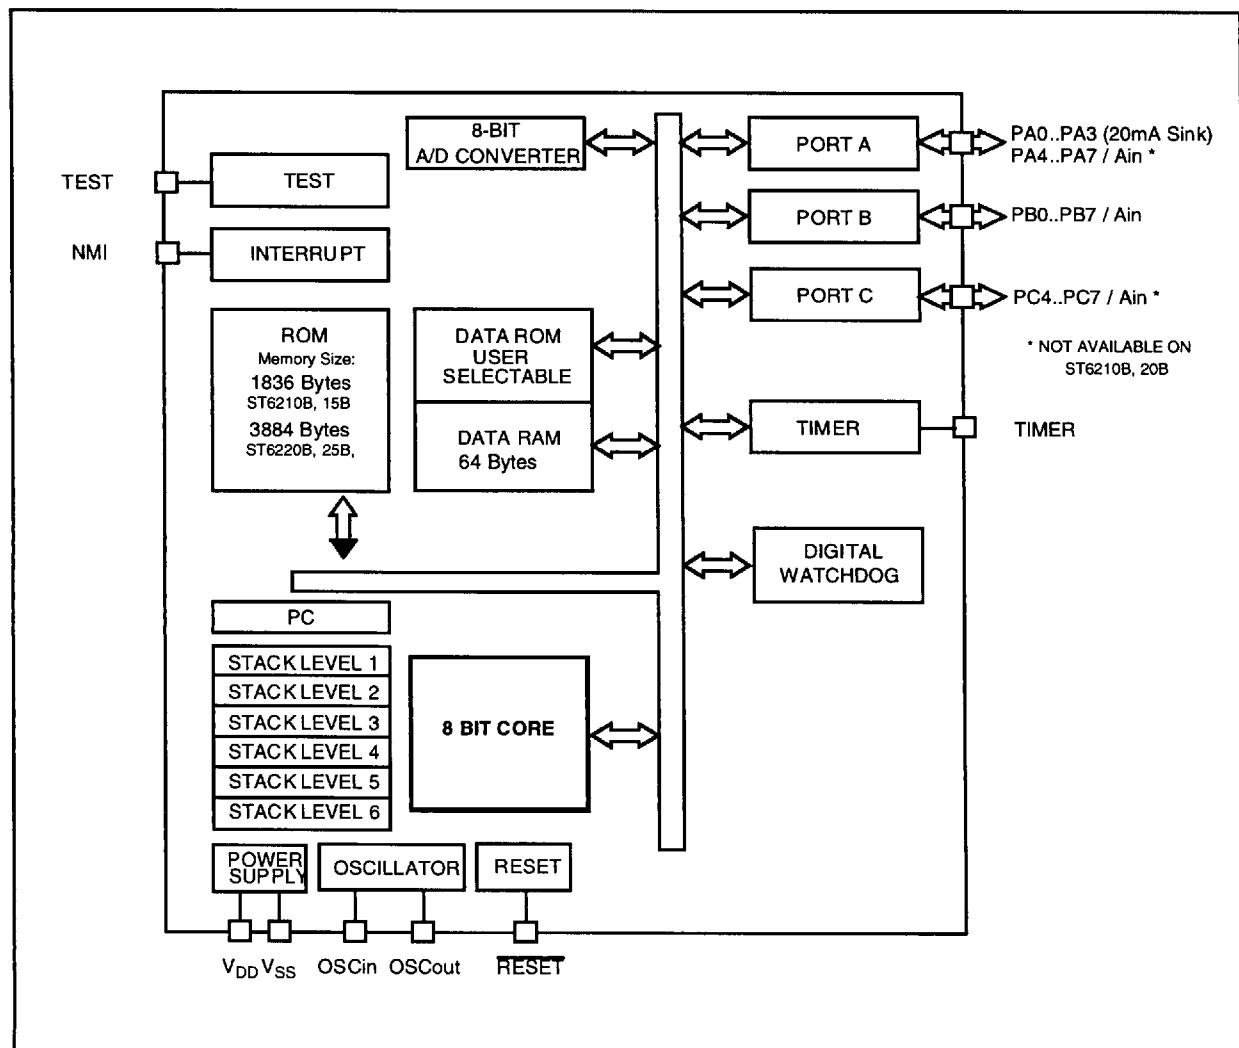 8-BIT
A/D CONVERTER
PORT A
PA0..PA3 (20mA Sink)
PA4..PA7 / Ain *
TEST
TEST
PORT B
PB0..PB7 / Ain
NMI
INTERRUPT
PORT C
PC4..PC7 / Ain *
ROM
Memory Size:
1836 Bytes
ST6210B, 15B
3884 Bytes
ST6220B, 25B,
DATA ROM
USER
SELECTABLE
* NOT AVAILABLE ON
ST6210B, 20B
DATA RAM
64 Bytes
TIMER
TIMER
DIGITAL
WATCHDOG
PC
STACK LEVEL 1
STACK LEVEL 2
STACK LEVEL 3
STACK LEVEL 4
STACK LEVEL 5
STACK LEVEL 6
8 BIT CORE
POWER
SUPPLY
OSCILLATOR
RESET
VDD VSS OSCin OSCout RESET